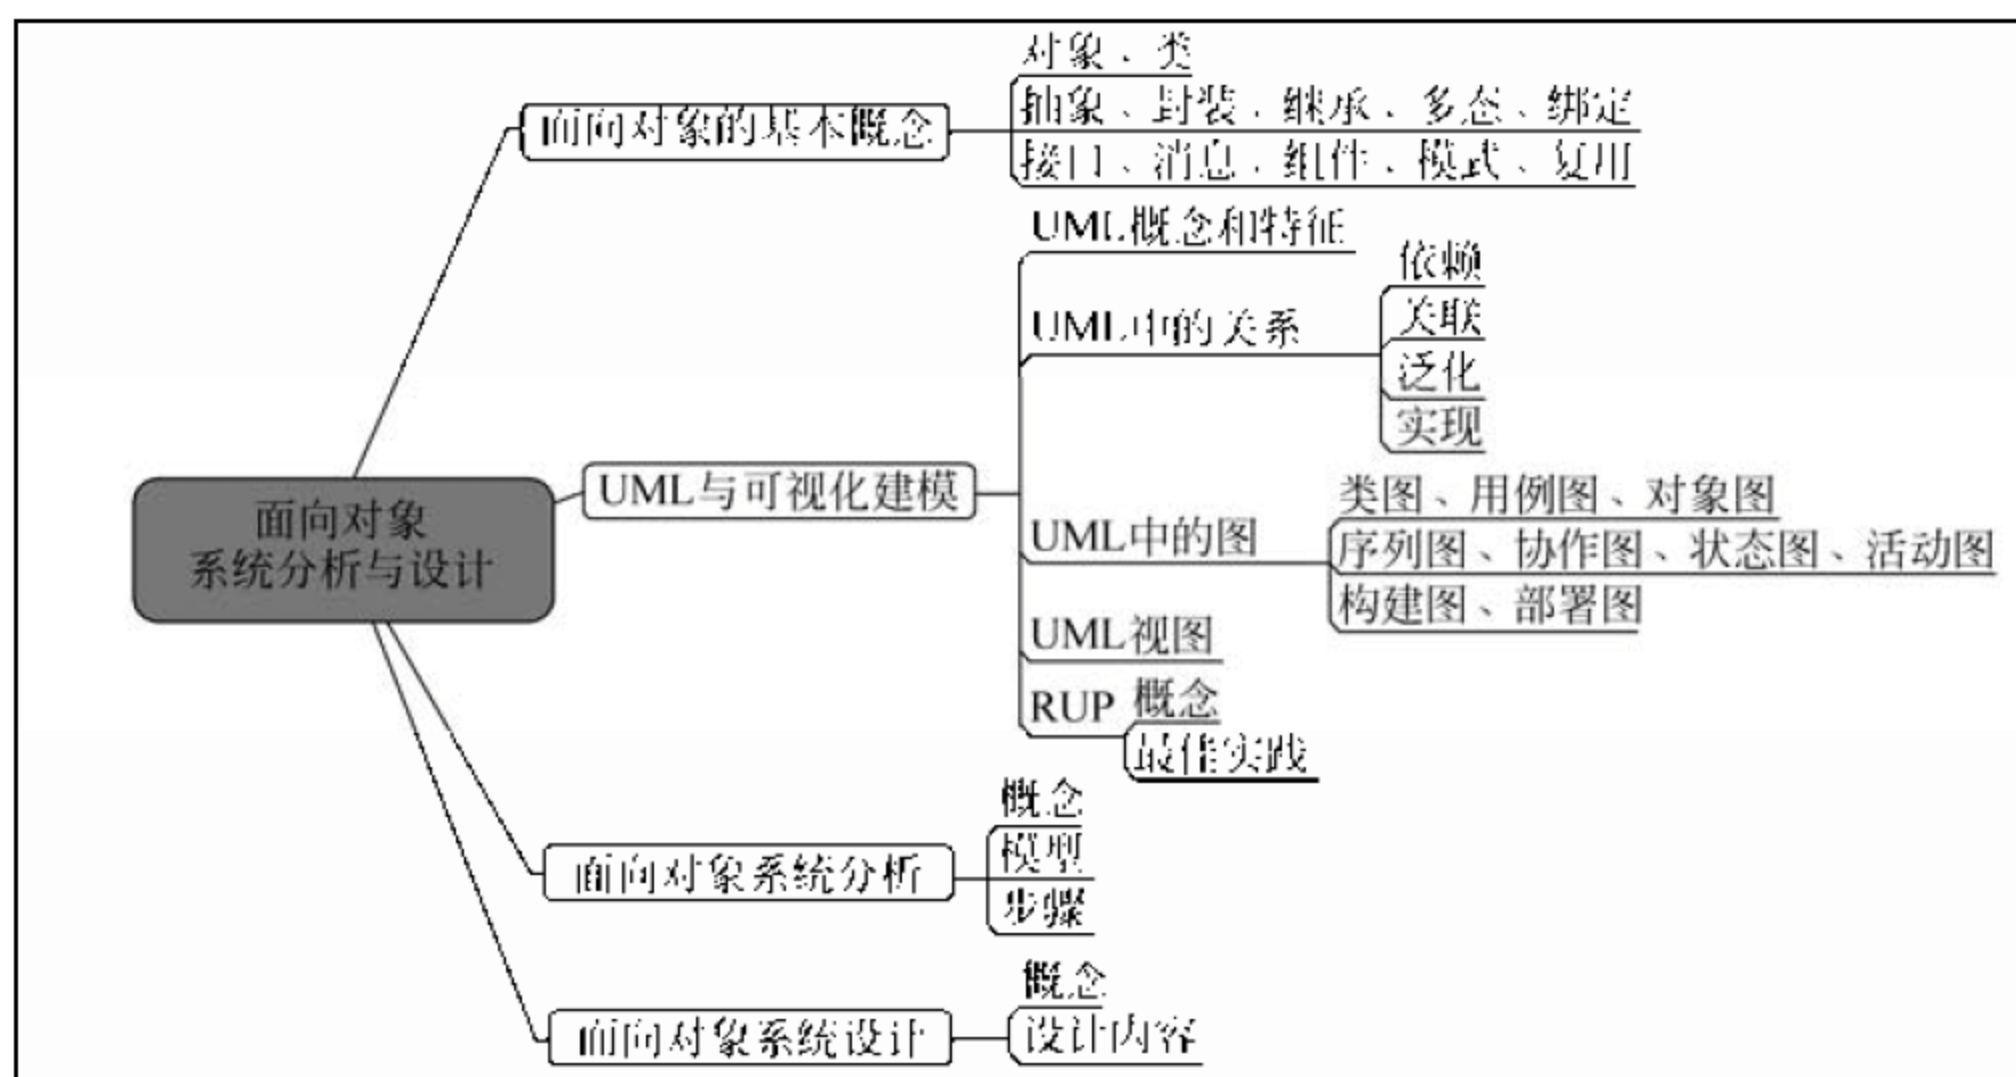 面向对象
系统分析与设计
面向对象的基本概念
对象、类
抽象、封装、继承、多态、绑定
接口、消息、组件、模式、复用
UML与可视化建模
UML概念和特征
UML中的关系
依赖
关联
泛化
实现
UML中的图
类图、用例图、对象图
序列图、协作图、状态图、活动图
构建图、部署图
UML视图
RUP
概念
最佳实践
面向对象系统分析
概念
模型
步骤
面向对象系统设计
概念
设计内容